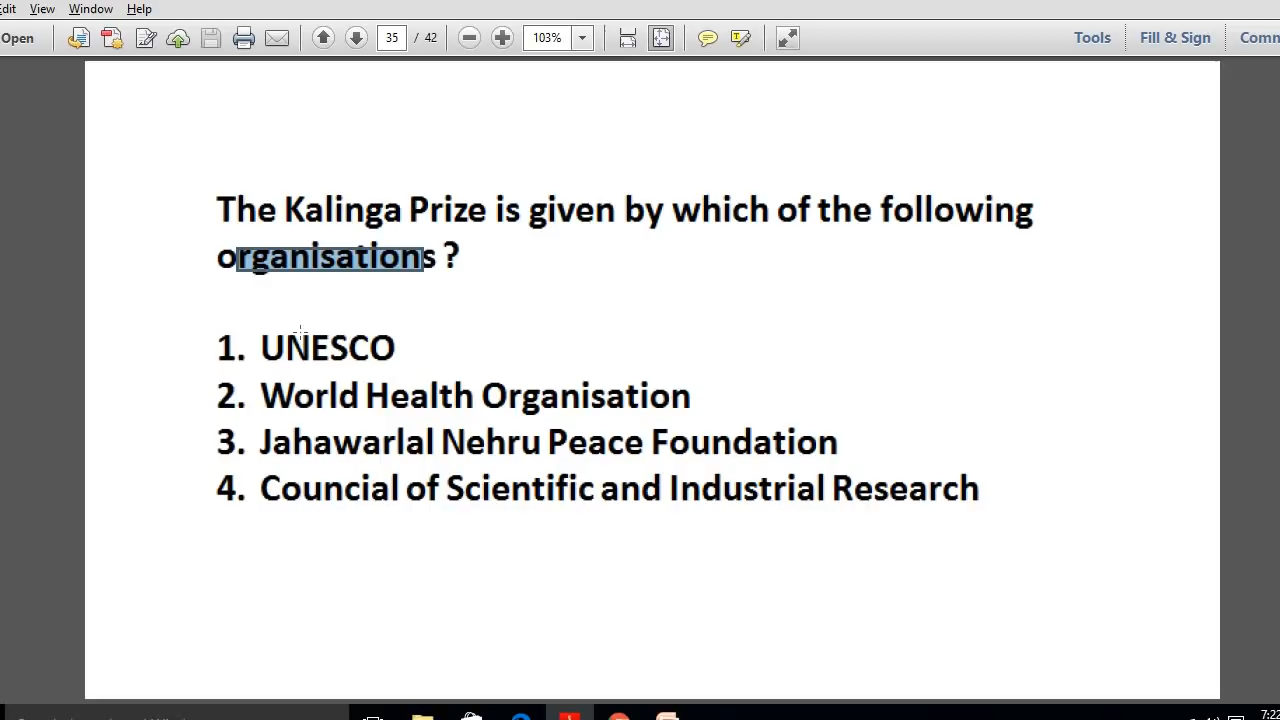 Edit View Window Help
Open 35 / 42 103% Tools Fill & Sign
The Kalinga Prize is given by which of the following
organisations ?
1. UNESCO
2. World Health Organisation
3. Jahawarlal Nehru Peace Foundation
4. Councial of Scientific and Industrial Research